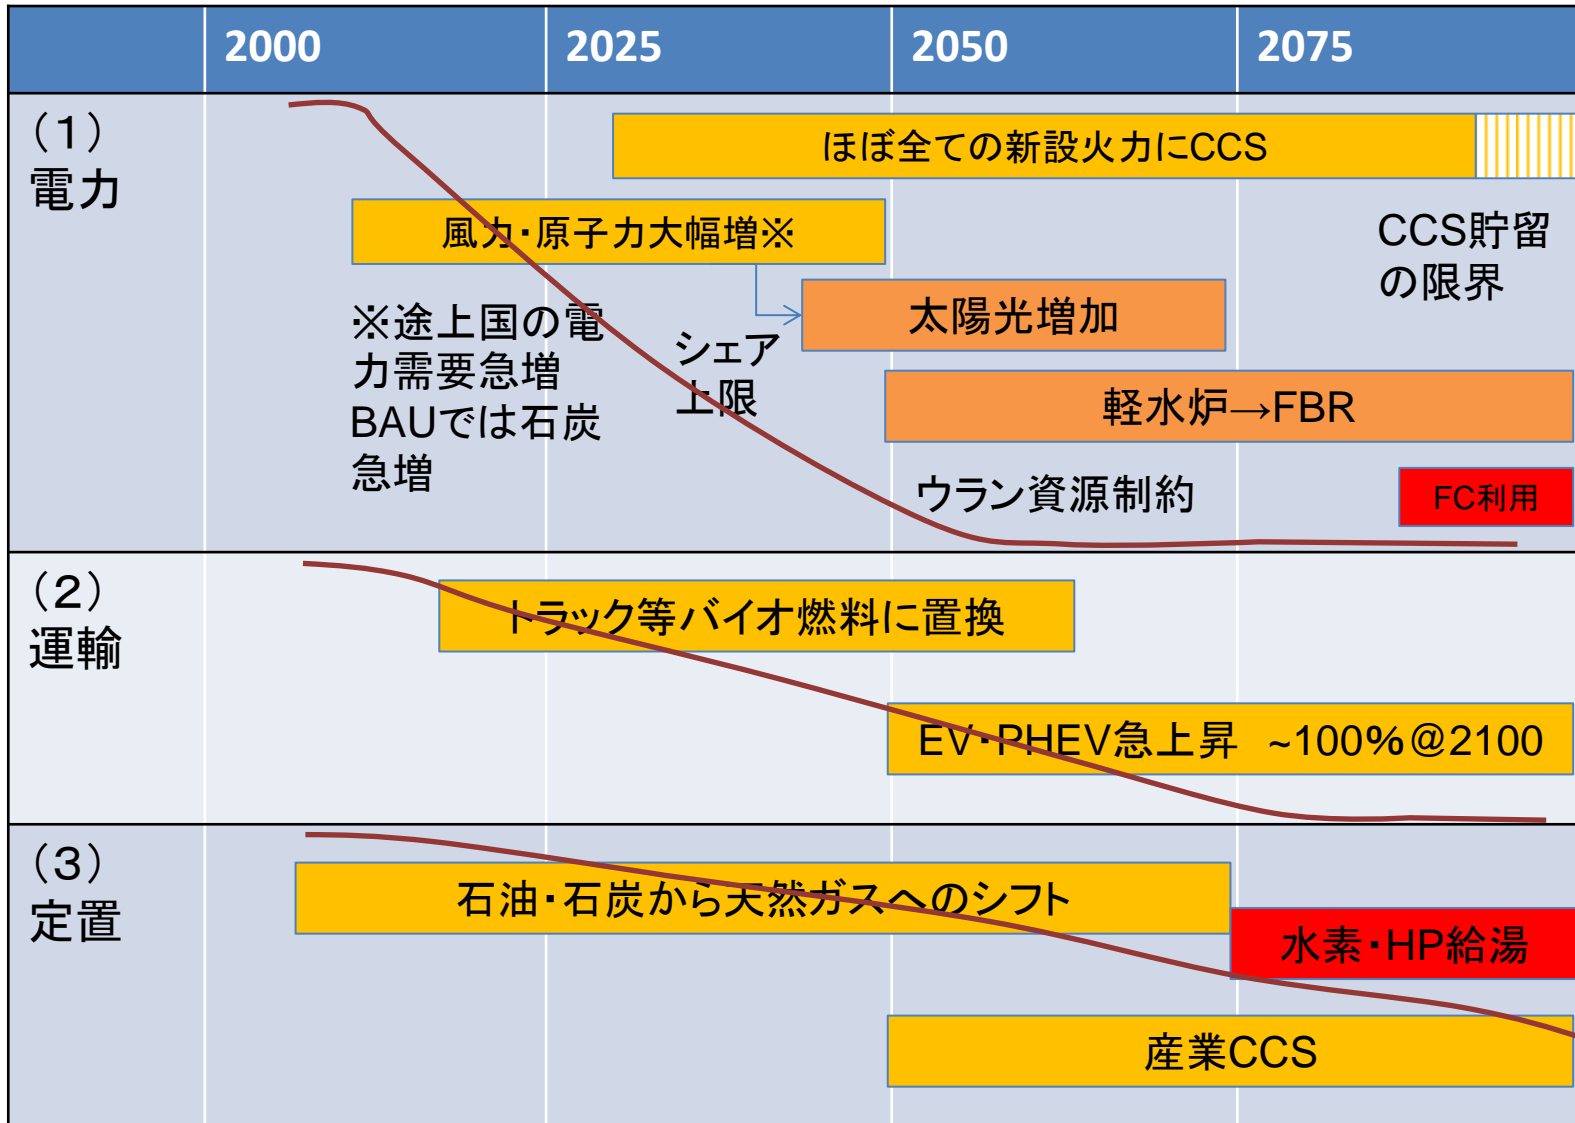 2000 2025 2050 2075
（1）
電力
ほぼ全ての新設火力にCCS
風力・原子力大幅増※
CCS貯留
の限界
太陽光増加
※途上国の電
力需要急増
BAUでは石炭
急増
シェア
上限
軽水炉→FBR
ウラン資源制約
FC利用
（2）
運輸
トラック等バイオ燃料に置換
EV・PHEV急上昇 ~100%@2100
（3）
定置
石油・石炭から天然ガスへのシフト
水素・HP給湯
産業CCS